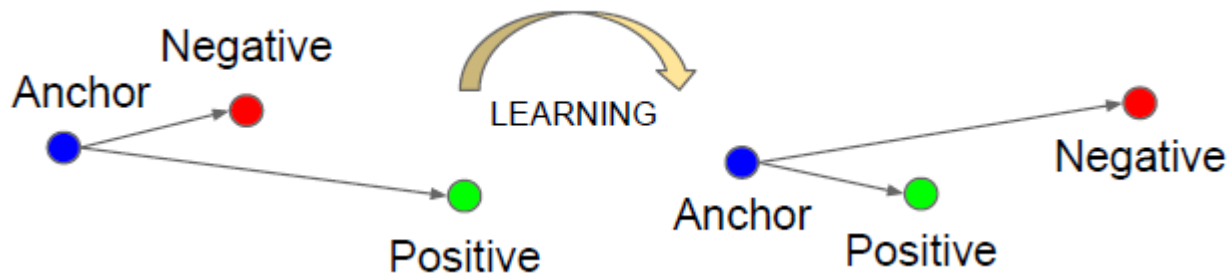 Negative
Anchor
Positive
LEARNING
Negative
Anchor
Positive